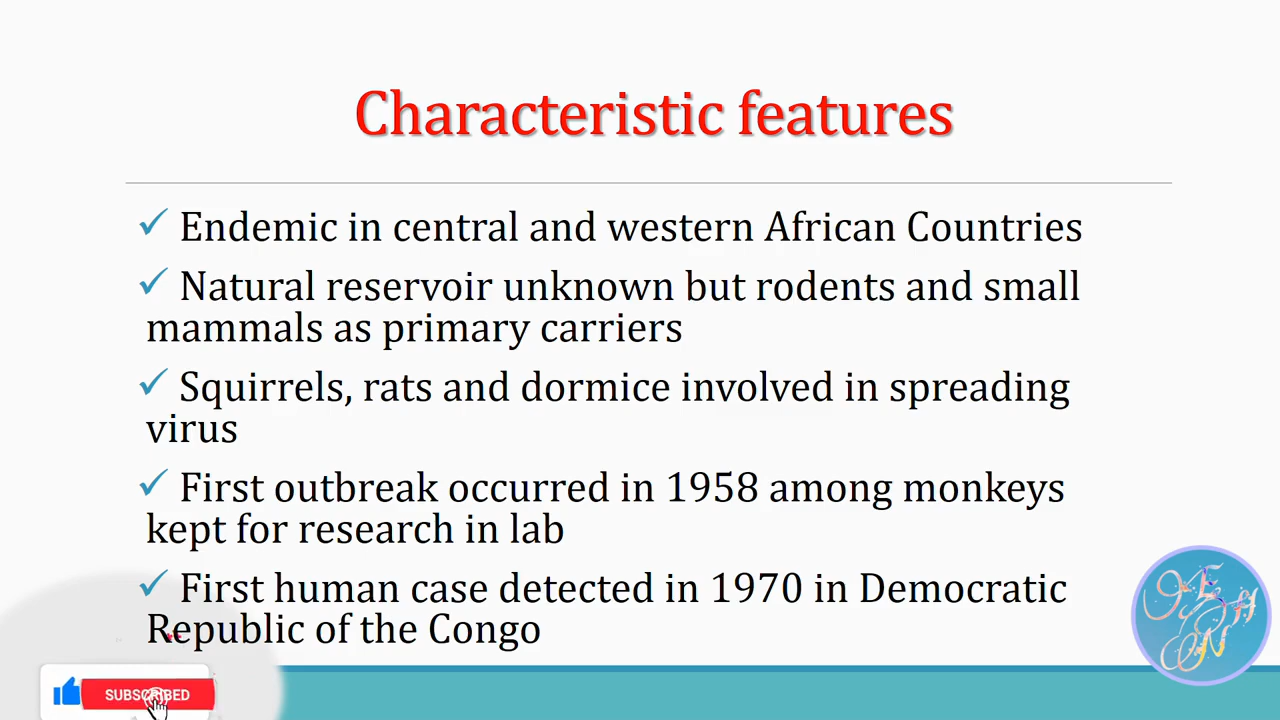 Characteristic features
✓ Endemic in central and western African Countries
✓ Natural reservoir unknown but rodents and small
mammals as primary carriers
✓ Squirrels, rats and dormice involved in spreading
virus
✓ First outbreak occurred in 1958 among monkeys
kept for research in lab
✓ First human case detected in 1970 in Democratic
Republic of the Congo
SUBSCRIBED